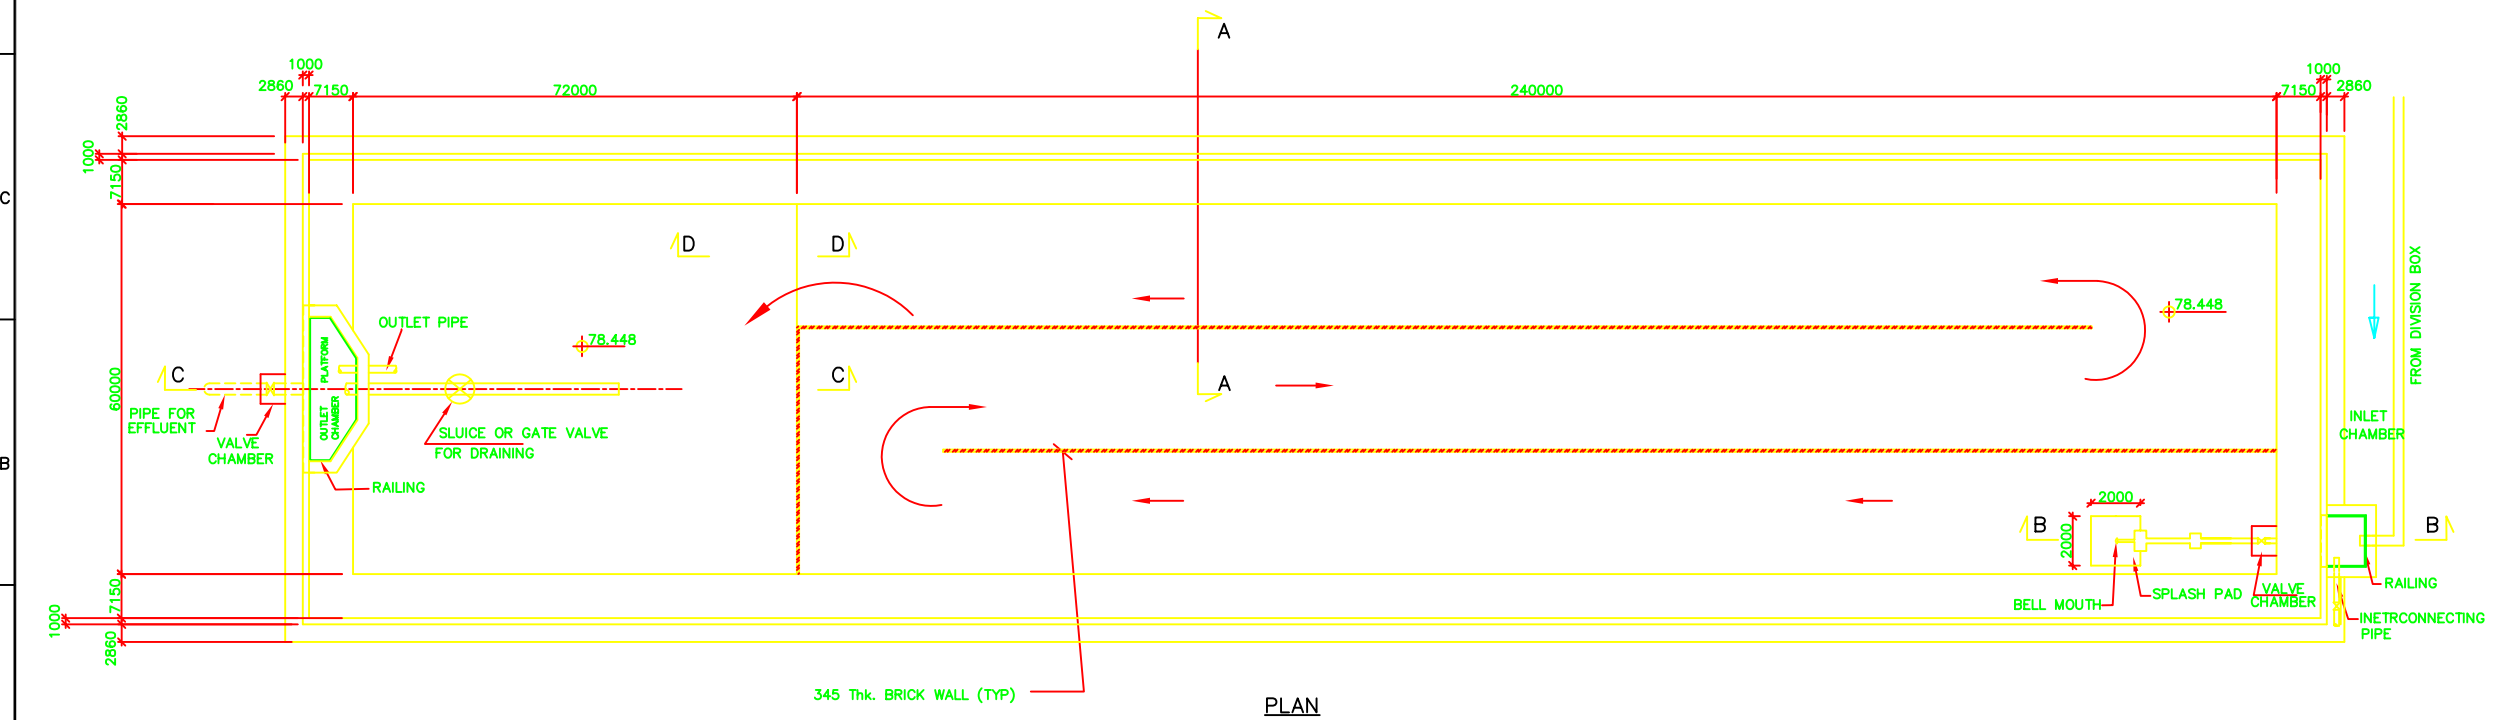 A
1000
2860
7150
72000
240000
7150
1000
2860
2860
1000
7150
C
D
D
FROM DIVISION BOX
78.448
OUTLET PIPE
78.448
OUTLET PLATFORM
C
C
A
60000
PIPE FOR
EFFLUENT
OUTLET
CHAMBER
VALVE
CHAMBER
SLUICE OR GATE VALVE
FOR DRAINING
INLET
CHAMBER
B
RAILING
2000
2000
B
B
7150
1000
2860
BELL MOUTH
SPLASH PAD
VALVE
CHAMBER
RAILING
INETRCONNECTING
PIPE
345 Thk. BRICK WALL (TYP)
PLAN